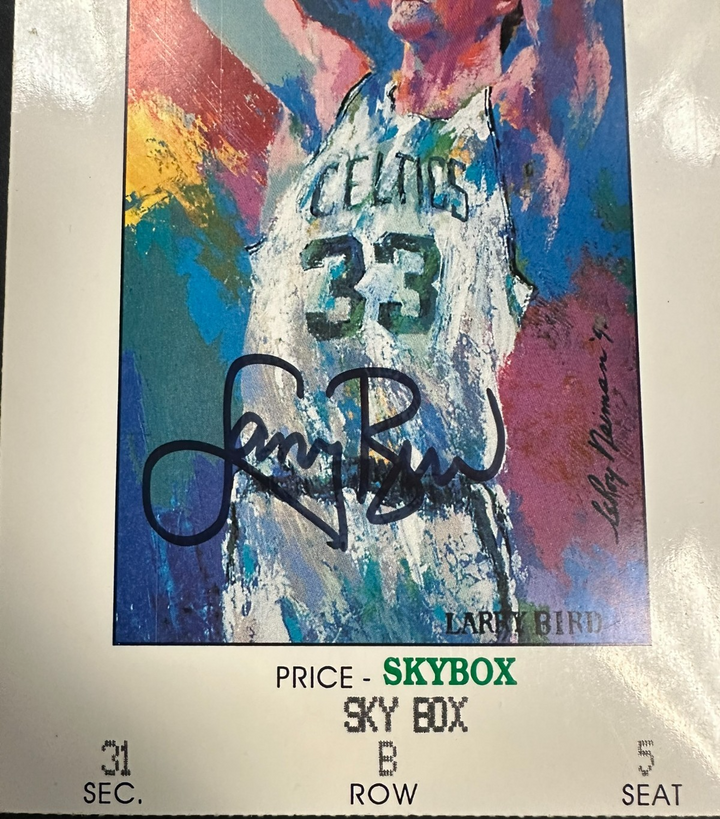 CELTICS
33
Larry Bird
LeRoy Neiman
LARRY BIRD
PRICE - SKYBOX
SKY BOX
31 B 5
SEC. ROW SEAT